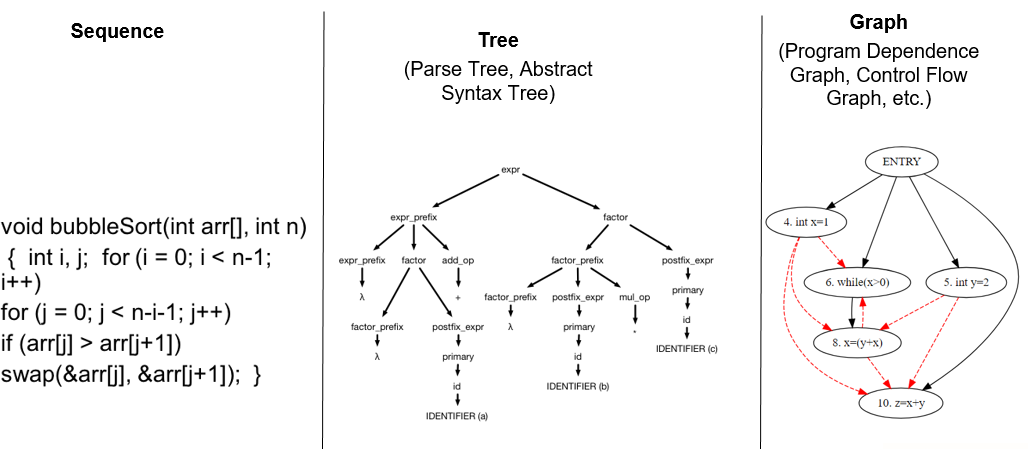 Sequence
void bubbleSort(int arr[], int n)
{ int i, j; for (i = 0; i < n-1;
i++)
for (j = 0; j < n-i-1; j++)
if (arr[j] > arr[j+1])
swap(&arr[j], &arr[j+1]); }
Tree
(Parse Tree, Abstract
Syntax Tree)
expr
expr_prefix factor
expr_prefix factor add_op factor_prefix postfix_expr
λ + factor_prefix postfix_expr mul_op primary
factor_prefix postfix_expr λ primary * id
λ primary id IDENTIFIER (c)
id IDENTIFIER (b)
IDENTIFIER (a)
Graph
(Program Dependence
Graph, Control Flow
Graph, etc.)
ENTRY
4. int x=1
6. while(x>0) 5. int y=2
8. x=(y+x)
10. z=x+y